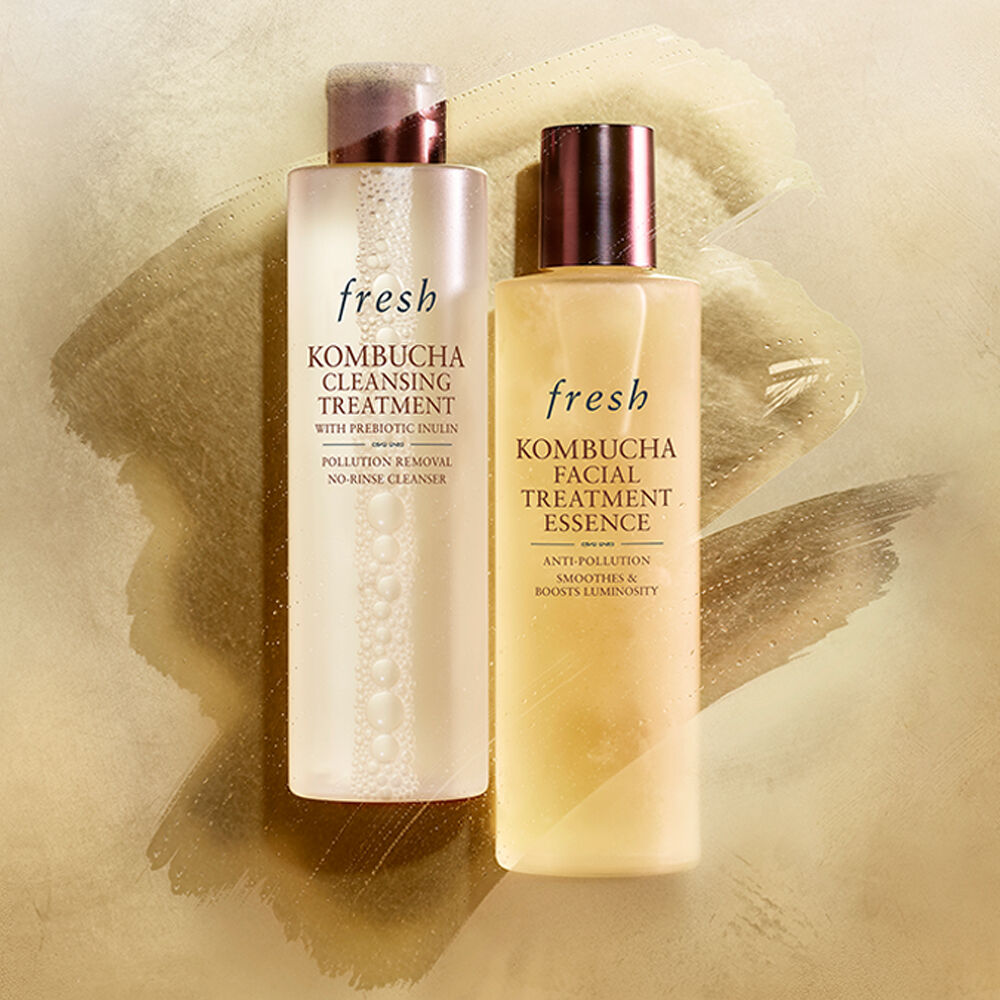 fresh
KOMBUCHA
CLEANSING
TREATMENT
WITH PREBIOTIC INULIN
POLLUTION REMOVAL
NO-RINSE CLEANSER
fresh
KOMBUCHA
FACIAL
TREATMENT
ESSENCE
ANTI-POLLUTION
SMOOTHES &
BOOSTS LUMINOSITY